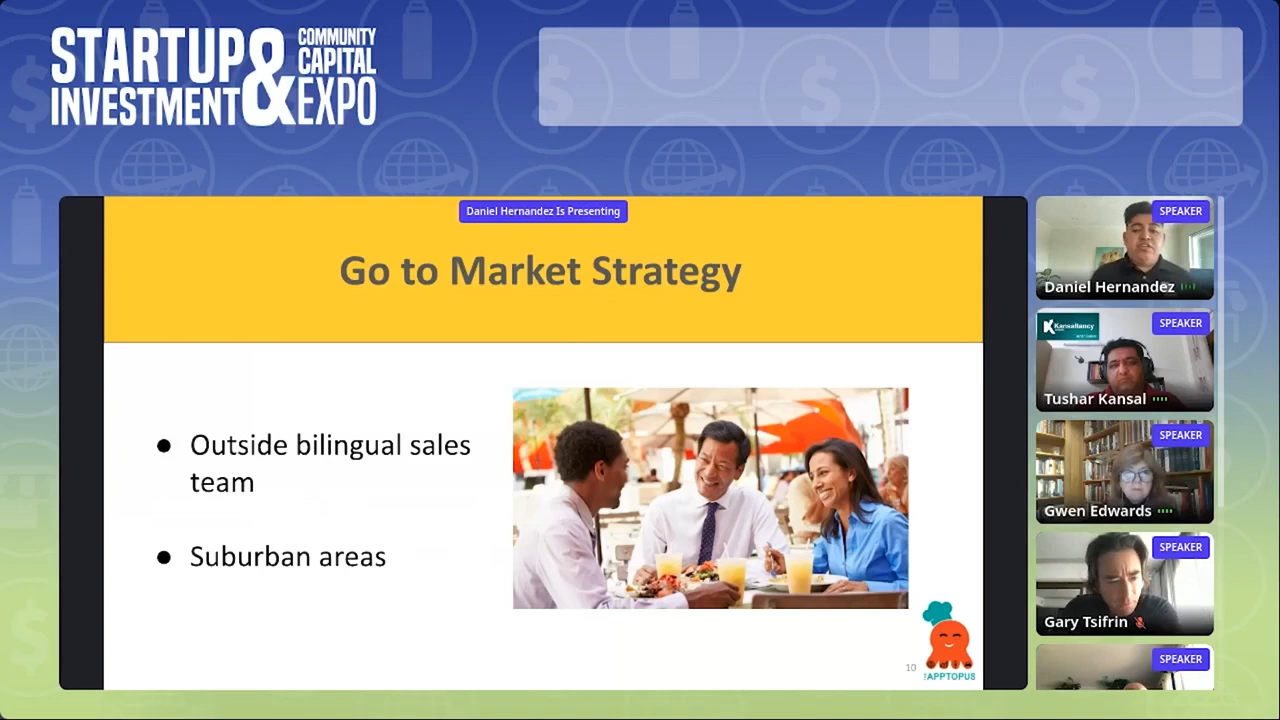 STARTUP & COMMUNITY CAPITAL
INVESTMENT EXPO
Daniel Hernandez Is Presenting
Go to Market Strategy
● Outside bilingual sales
team
● Suburban areas
10
APPTOPUS
SPEAKER
Daniel Hernandez
Kansaltancy
SPEAKER
Tushar Kansal
SPEAKER
Gwen Edwards
SPEAKER
Gary Tsifrin
SPEAKER